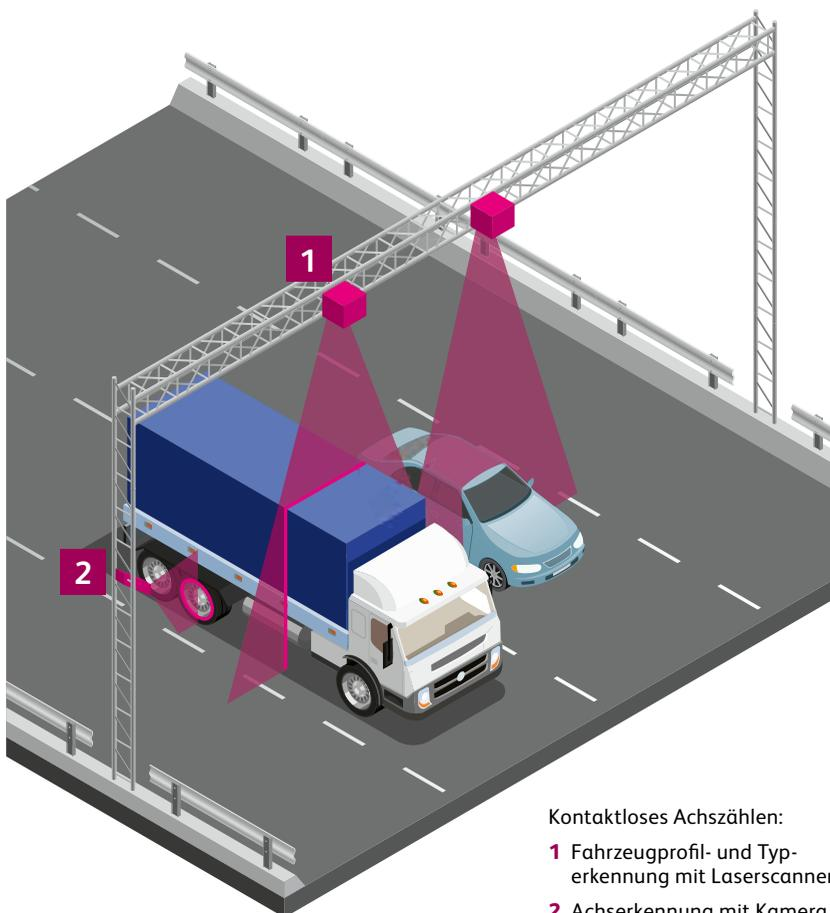 1
2
Kontaktloses Achszählen:
1 Fahrzeugprofil- und Typ-
erkennung mit Laserscanner
2 Achserkennung mit Kamera